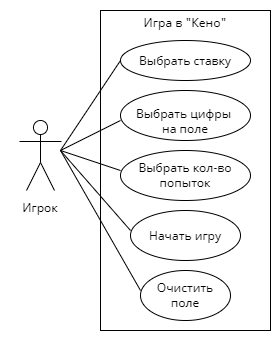 Игра в "Кено"
Выбрать ставку
Выбрать цифры
на поле
Выбрать кол-во
попыток
Игрок
Начать игру
Очистить
поле